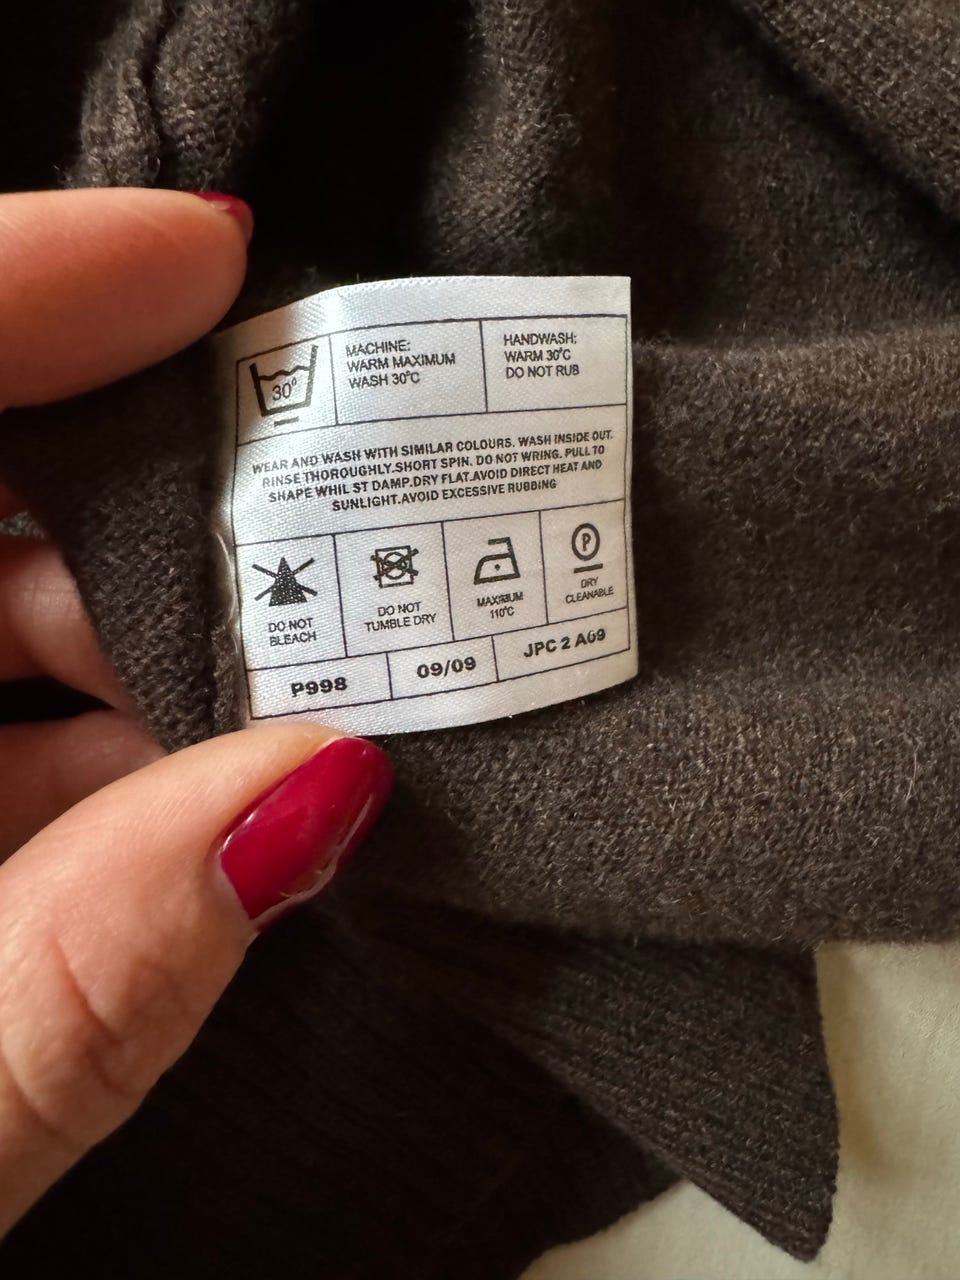 30°
MACHINE:
WARM MAXIMUM
WASH 30°C
HANDWASH:
WARM 30°C
DO NOT RUB
WEAR AND WASH WITH SIMILAR COLOURS. WASH INSIDE OUT.
RINSE THOROUGHLY.SHORT SPIN. DO NOT WRING. PULL TO
SHAPE WHIL ST DAMP.DRY FLAT.AVOID DIRECT HEAT AND
SUNLIGHT.AVOID EXCESSIVE RUBBING
DO NOT
BLEACH
DO NOT
TUMBLE DRY
MAXIMUM
110°C
P
DRY
CLEANABLE
P998
09/09
JPC 2 A09